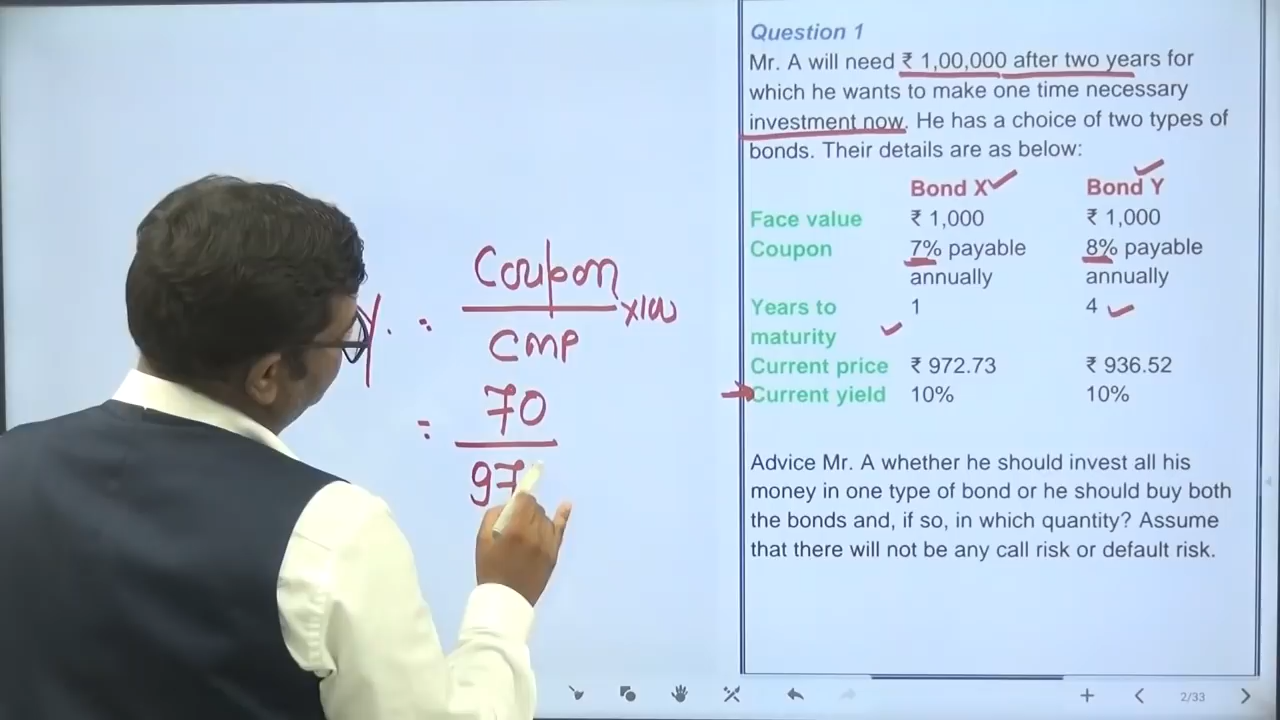 Y. = Coupon
CMP
×100
= 70
97
Question 1
Mr. A will need ₹ 1,00,000 after two years for
which he wants to make one time necessary
investment now. He has a choice of two types of
bonds. Their details are as below:
Bond X Bond Y
Face value ₹ 1,000 ₹ 1,000
Coupon 7% payable 8% payable
annually annually
Years to 1 4
maturity
Current price ₹ 972.73 ₹ 936.52
Current yield 10% 10%
Advice Mr. A whether he should invest all his
money in one type of bond or he should buy both
the bonds and, if so, in which quantity? Assume
that there will not be any call risk or default risk.
2/33